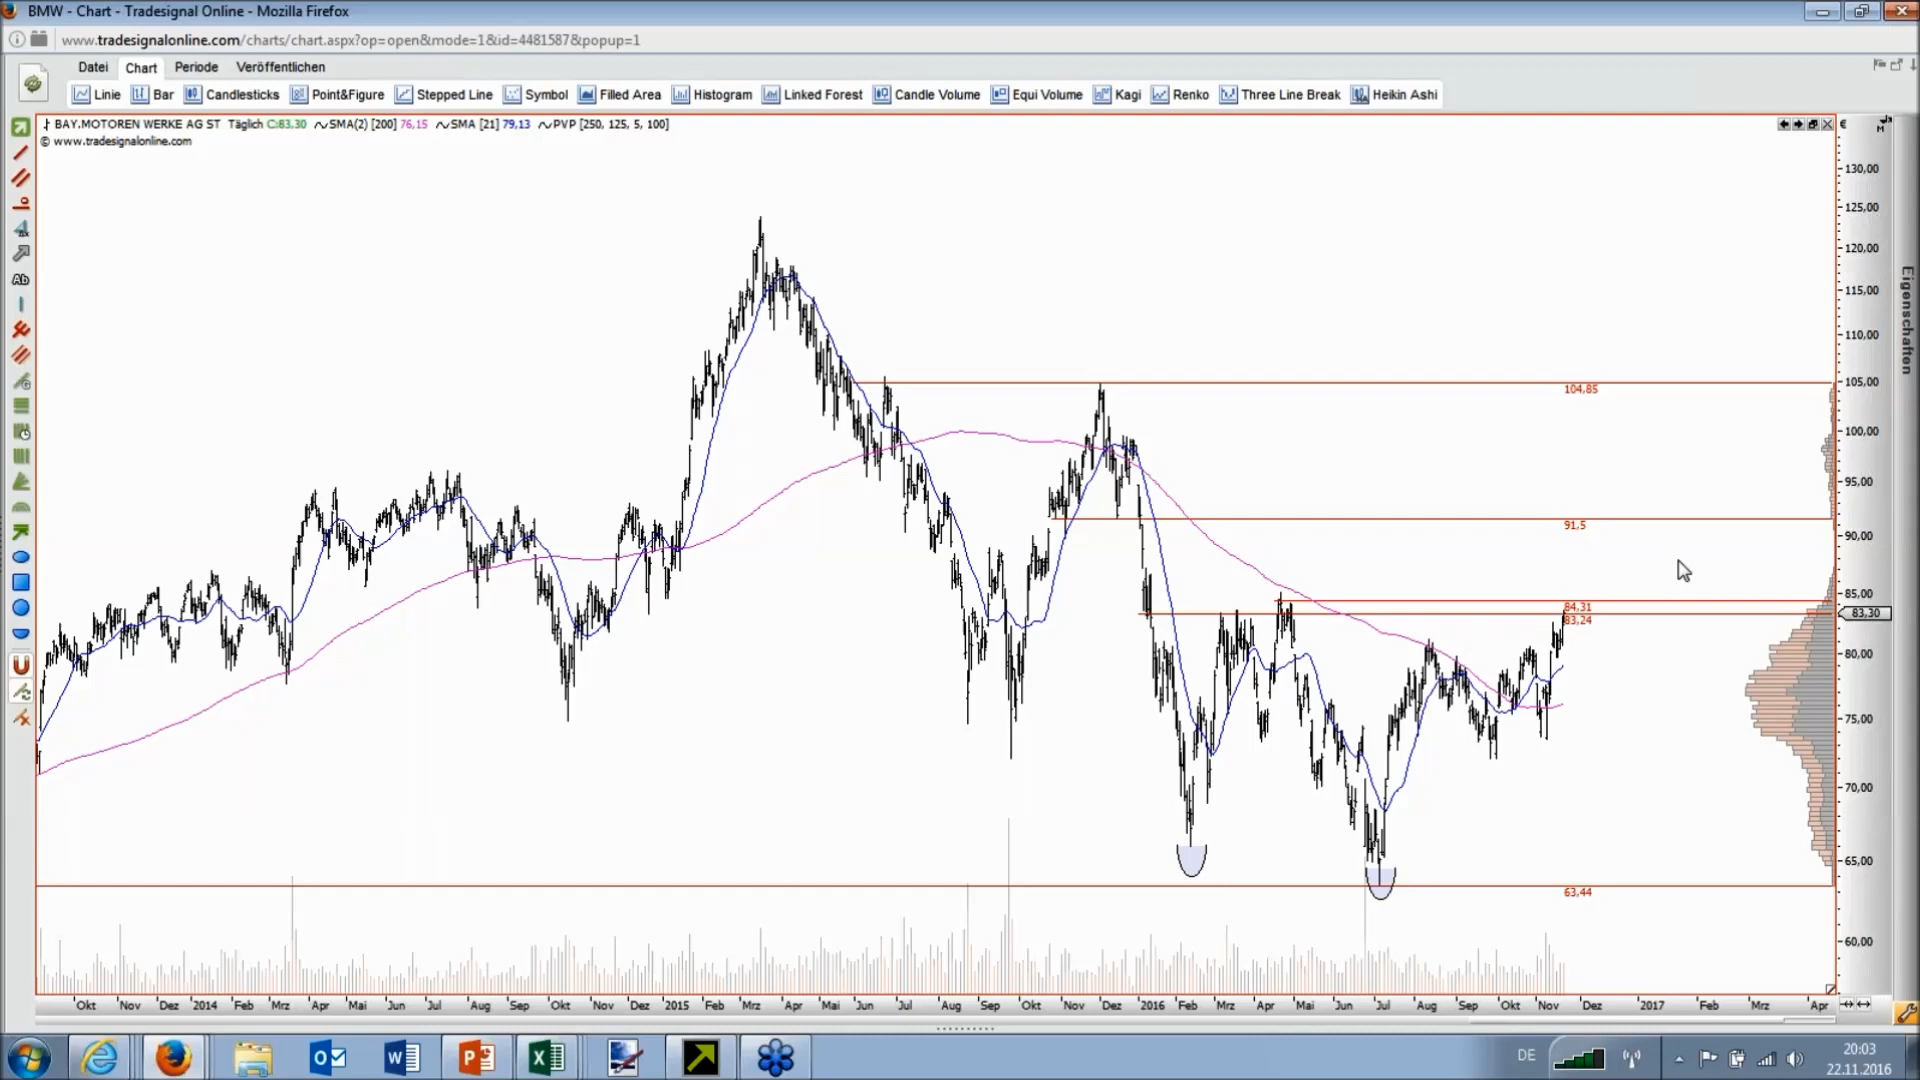 BMW - Chart - Tradesignal Online - Mozilla Firefox
www.tradesignalonline.com/charts/chart.aspx?op=open&mode=1&id=4481587&popup=1
Datei Chart Periode Veröffentlichen
Linie Bar Candlesticks Point&Figure Stepped Line Symbol Filled Area Histogram Linked Forest Candle Volume Equi Volume Kagi Renko Three Line Break Heikin Ashi
BAY.MOTOREN WERKE AG ST Täglich C:83,30 SMA(2) [200] 76,15 SMA [21] 79,13 PVP [250, 125, 5, 100]
© www.tradesignalonline.com
€
M
Ab
Eigenschaften
130,00
125,00
120,00
115,00
110,00
105,00
104,85
100,00
95,00
91,5
90,00
85,00
84,31
83,30
83,24
80,00
75,00
70,00
65,00
63,44
60,00
Okt Nov Dez 2014 Feb Mrz Apr Mai Jun Jul Aug Sep Okt Nov Dez 2015 Feb Mrz Apr Mai Jun Jul Aug Sep Okt Nov Dez 2016 Feb Mrz Apr Mai Jun Jul Aug Sep Okt Nov Dez 2017 Feb Mrz Apr
DE
20:03
22.11.2016